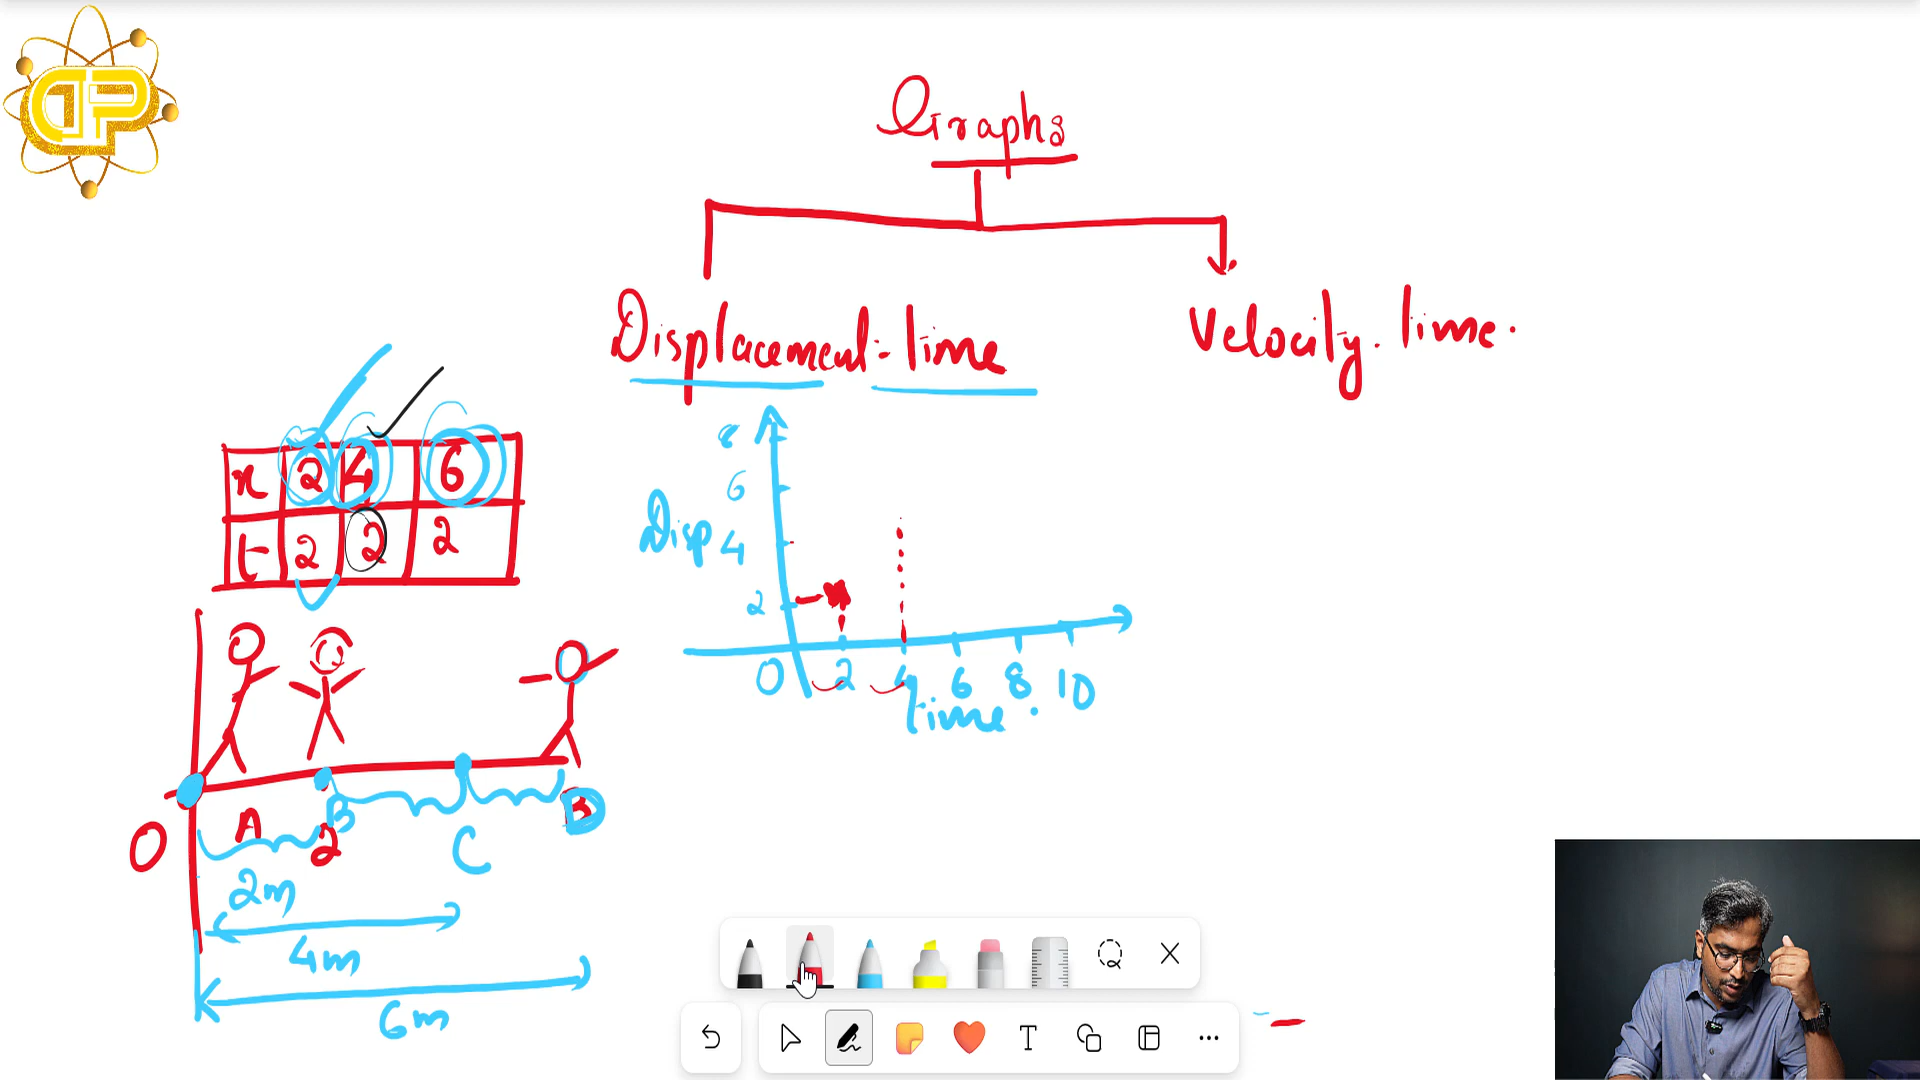 DP
Graphs
Displacement-time
Velocity-time.
x 2 4 6
t 2 2 2
8
6
Disp 4
2
0 2 4 6 8 10
time.
O A 2 B C D
2m
4m
6m
T